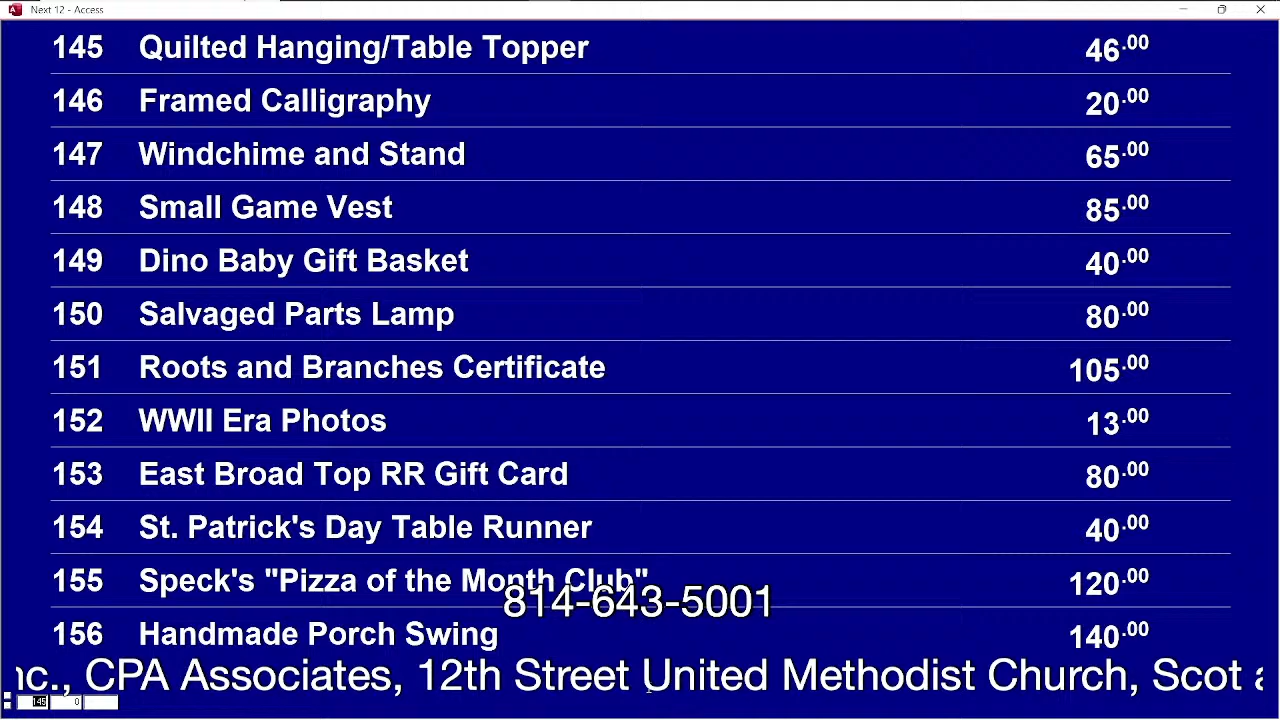 Next 12 - Access
145 Quilted Hanging/Table Topper 46.00
146 Framed Calligraphy 20.00
147 Windchime and Stand 65.00
148 Small Game Vest 85.00
149 Dino Baby Gift Basket 40.00
150 Salvaged Parts Lamp 80.00
151 Roots and Branches Certificate 105.00
152 WWII Era Photos 13.00
153 East Broad Top RR Gift Card 80.00
154 St. Patrick's Day Table Runner 40.00
155 Speck's "Pizza of the Month Club" 120.00
814-643-5001
156 Handmade Porch Swing 140.00
nc., CPA Associates, 12th Street United Methodist Church, Scot a
145 0